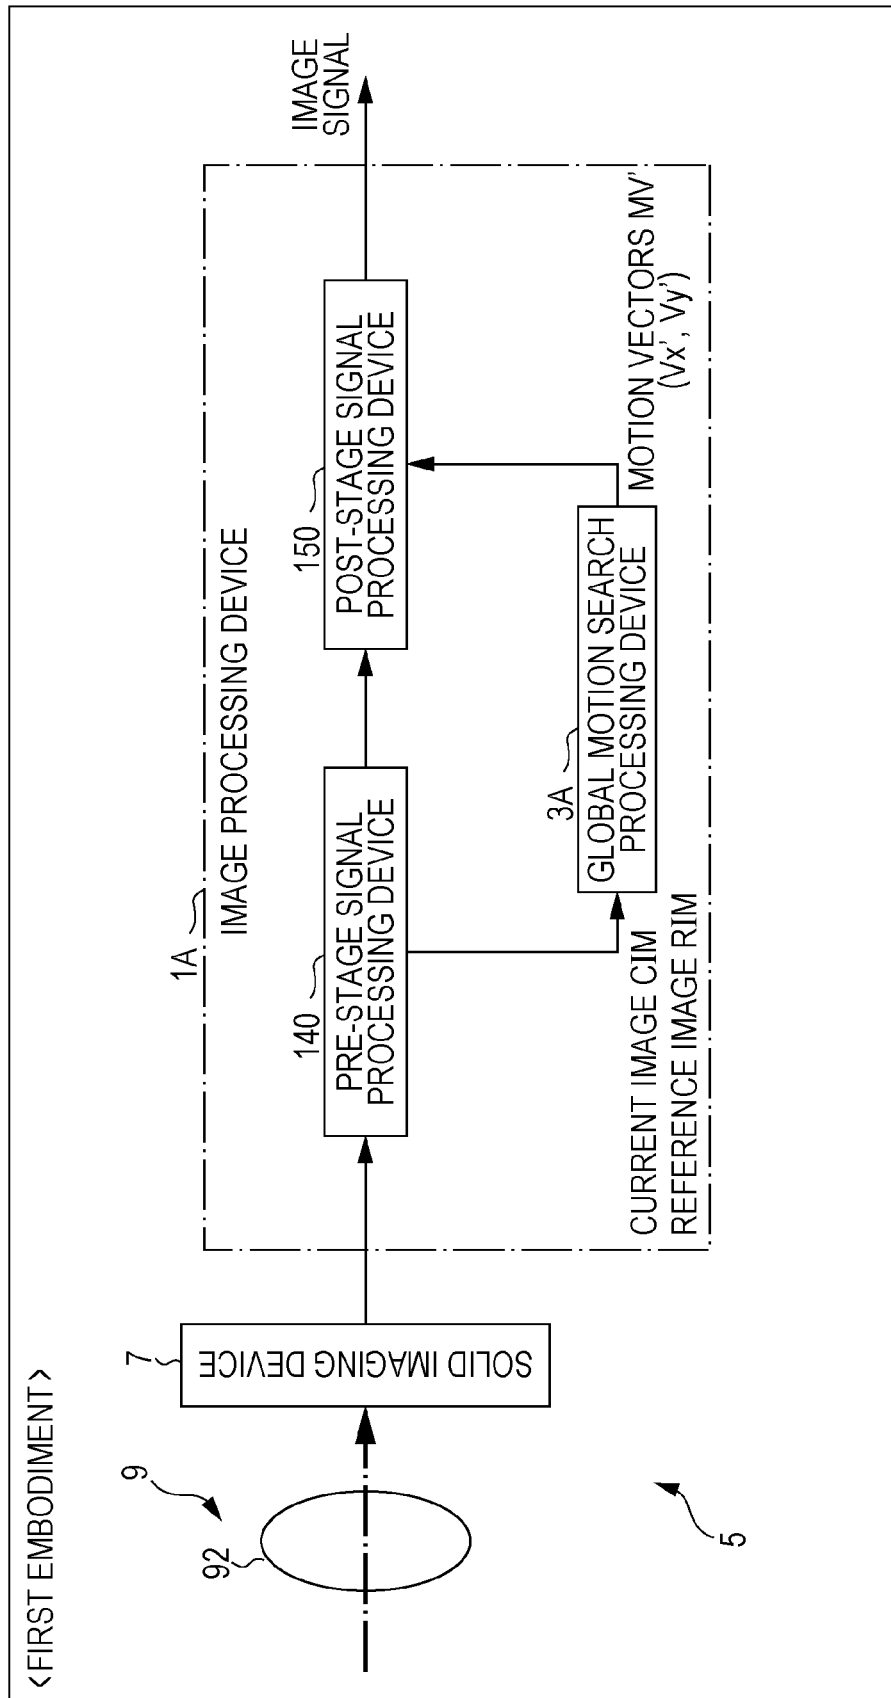 <FIRST EMBODIMENT>
9
92
7
SOLID IMAGING DEVICE
5
1A
IMAGE PROCESSING DEVICE
140
PRE-STAGE SIGNAL
PROCESSING DEVICE
150
POST-STAGE SIGNAL
PROCESSING DEVICE
IMAGE
SIGNAL
CURRENT IMAGE CIM
REFERENCE IMAGE RIM
3A
GLOBAL MOTION SEARCH
PROCESSING DEVICE
MOTION VECTORS MV'
(Vx', Vy')